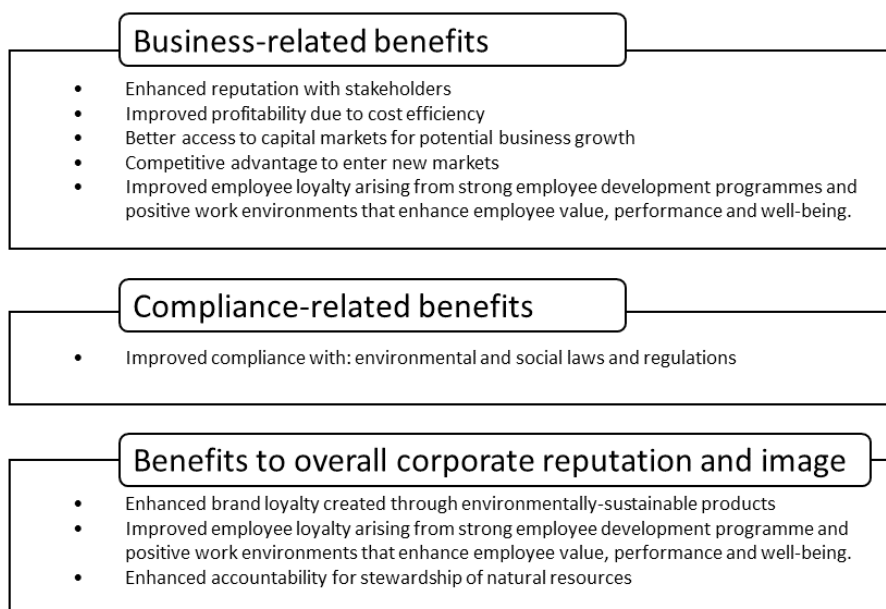 Business-related benefits
• Enhanced reputation with stakeholders
• Improved profitability due to cost efficiency
• Better access to capital markets for potential business growth
• Competitive advantage to enter new markets
• Improved employee loyalty arising from strong employee development programmes and
positive work environments that enhance employee value, performance and well-being.
Compliance-related benefits
• Improved compliance with: environmental and social laws and regulations
Benefits to overall corporate reputation and image
• Enhanced brand loyalty created through environmentally-sustainable products
• Improved employee loyalty arising from strong employee development programme and
positive work environments that enhance employee value, performance and well-being.
• Enhanced accountability for stewardship of natural resources